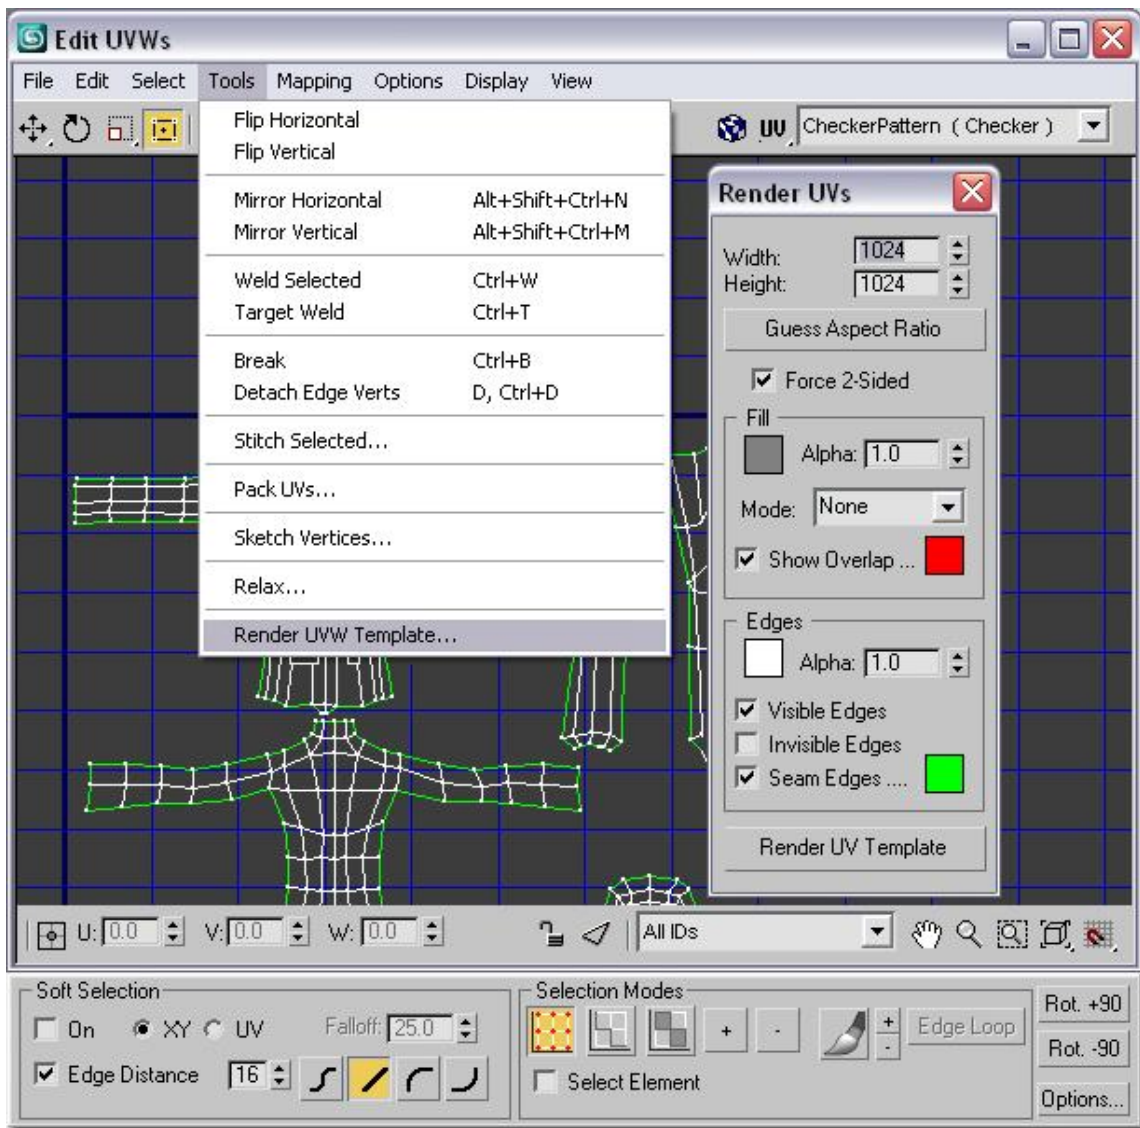 Edit UVWs
File Edit Select Tools Mapping Options Display View
UV CheckerPattern ( Checker )
Flip Horizontal
Flip Vertical
Mirror Horizontal Alt+Shift+Ctrl+N
Mirror Vertical Alt+Shift+Ctrl+M
Weld Selected Ctrl+W
Target Weld Ctrl+T
Break Ctrl+B
Detach Edge Verts D, Ctrl+D
Stitch Selected...
Pack UVs...
Sketch Vertices...
Relax...
Render UVW Template...
Render UVs
Width: 1024
Height: 1024
Guess Aspect Ratio
Force 2-Sided
Fill
Alpha: 1.0
Mode: None
Show Overlap ...
Edges
Alpha: 1.0
Visible Edges
Invisible Edges
Seam Edges ....
Render UV Template
U: 0.0 V: 0.0 W: 0.0 All IDs
Soft Selection
On XY UV Falloff: 25.0
Edge Distance 16
Selection Modes
+ - + - Edge Loop
Select Element
Rot. +90
Rot. -90
Options...